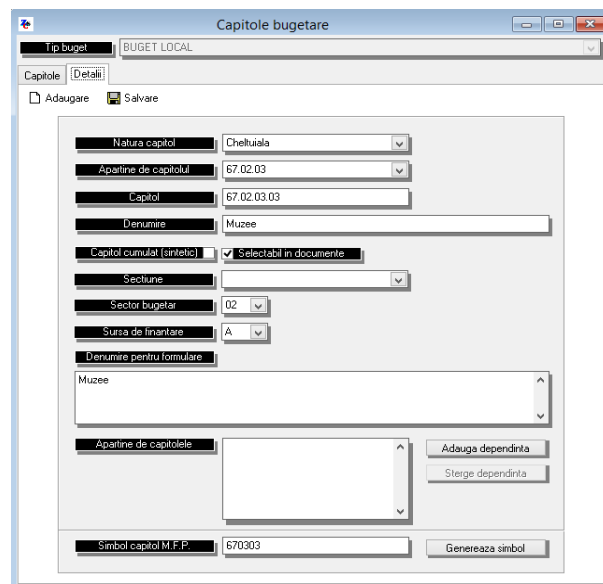 Capitole bugetare
Tip buget BUGET LOCAL
Capitole Detalii
Adaugare Salvare
Natura capitol Cheltuiala
Apartine de capitolul 67.02.03
Capitol 67.02.03.03
Denumire Muzee
Capitol cumulat (sintetic) Selectabil in documente
Sectiune
Sector bugetar 02
Sursa de finantare A
Denumire pentru formulare
Muzee
Apartine de capitolele Adauga dependinta
Sterge dependinta
Simbol capitol M.F.P. 670303 Genereaza simbol